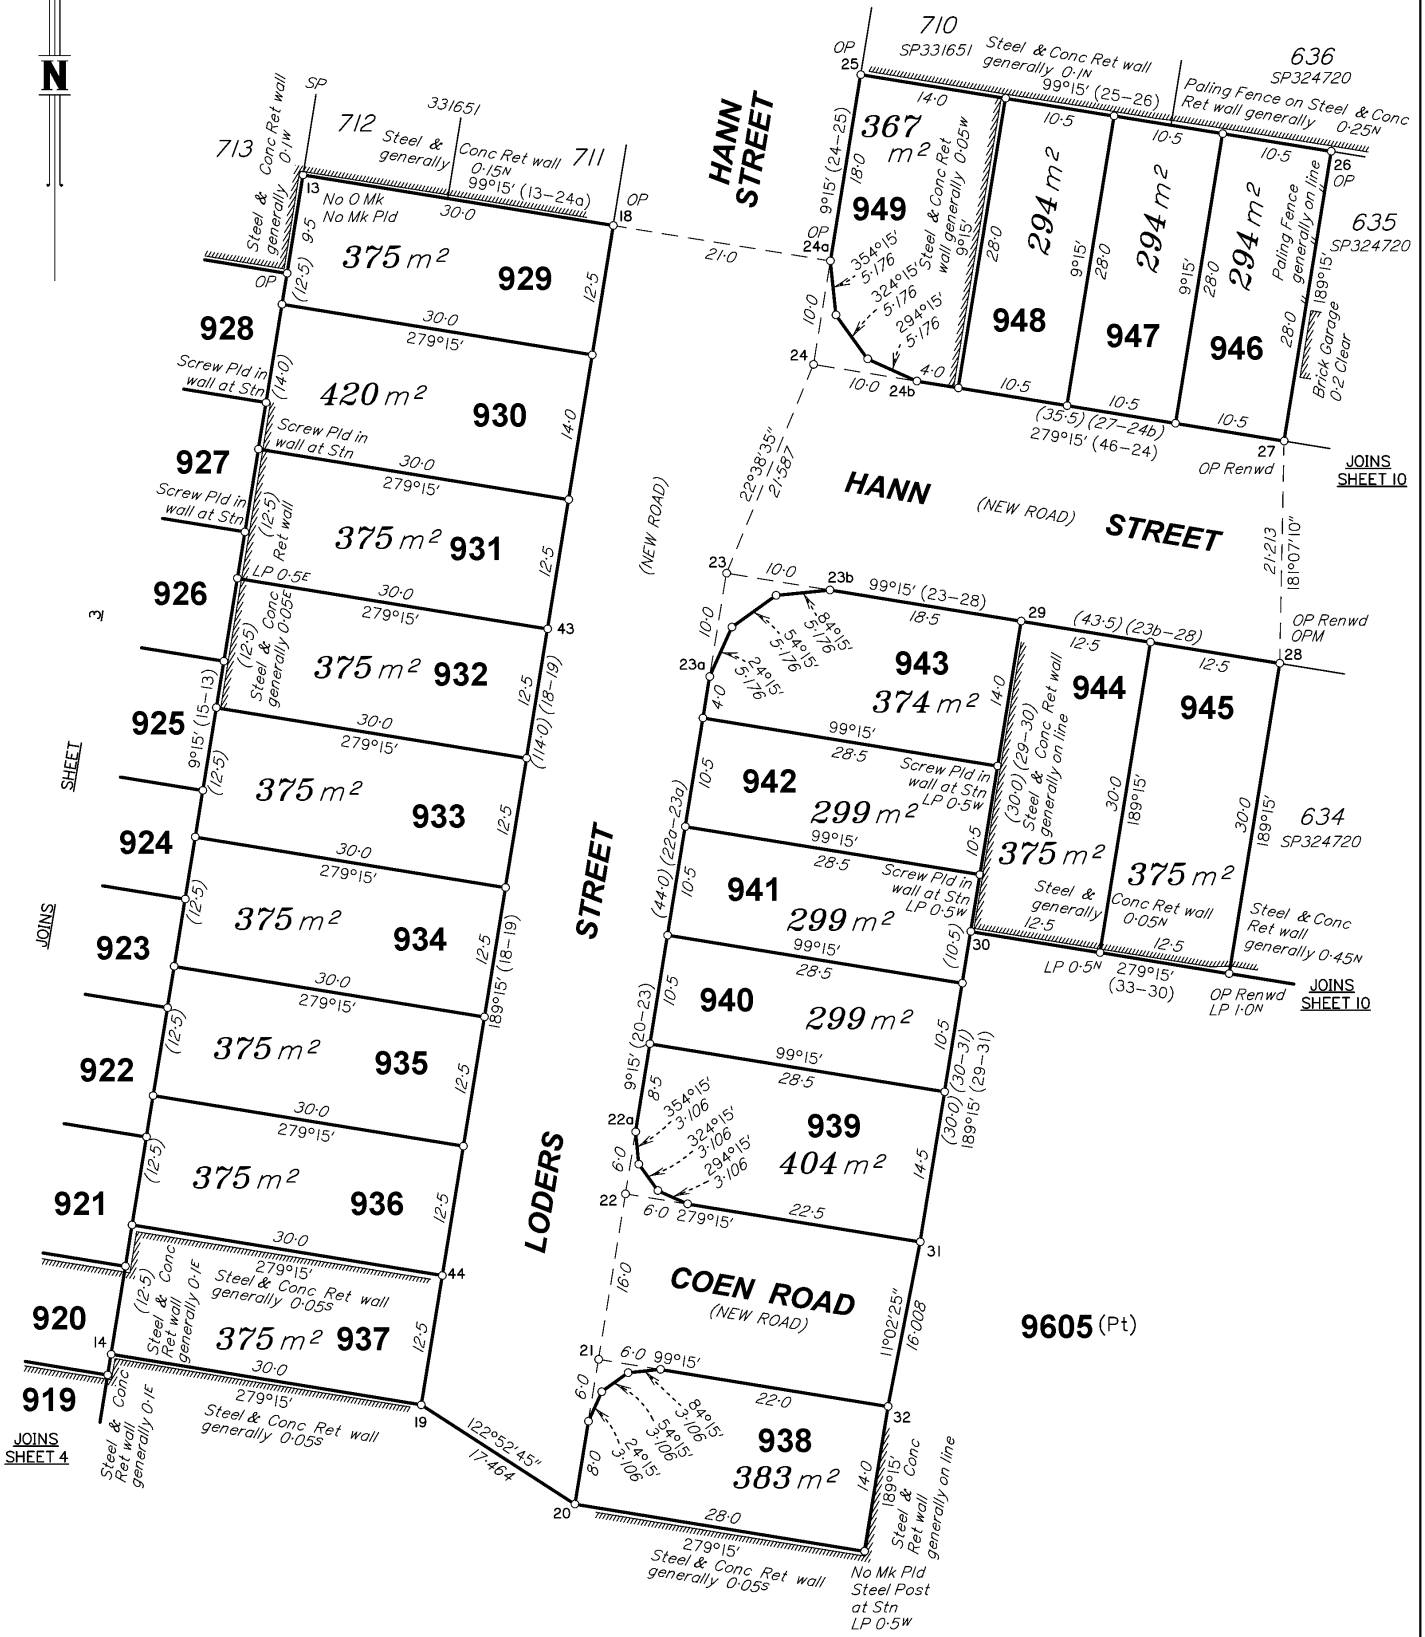 N
710
SP331651
Steel & Conc Ret wall
generally 0·1N
99°15' (25-26)
636
SP324720
Paling Fence on Steel & Conc
Ret wall generally 0·25N
OP
25
14·0
10·5
10·5
10·5
26
OP
635
SP324720
HANN
STREET
9°15' (24-25)
18·0
367
m²
949
Steel & Conc Ret
wall generally 0·05W
9°15'
28·0
294 m²
948
9°15'
28·0
294 m²
947
9°15'
28·0
294 m²
946
Paling Fence
generally on line
189°15'
28·0
Brick Garage
0·2 Clear
OP
24a
354°15'
5·176
324°15'
5·176
294°15'
5·176
10·0
24
10·0
24b
4·0
10·5
10·5
10·5
(35·5) (27-24b)
279°15' (46-24)
27
OP Renwd
JOINS
SHEET 10
713
Steel & Conc Ret wall
generally 0·1W
SP
712
331651
Steel &
generally
Conc Ret wall
0·15N
711
99°15' (13-24a)
13
No O Mk
No Mk Pld
30·0
OP
18
21·0
9·5
(12·5)
OP
375 m²
929
12·5
30·0
279°15'
928
Screw Pld in
wall at Stn
(14·0)
420 m²
930
14·0
Screw Pld in
wall at Stn
30·0
279°15'
927
Screw Pld in
wall at Stn
(12·5)
Ret wall
375 m²
931
12·5
LP 0·5E
30·0
279°15'
43
926
(12·5)
Steel & Conc
generally 0·05E
375 m²
932
12·5
(114·0) (18-19)
30·0
279°15'
925
9°15' (15-13)
(12·5)
375 m²
933
12·5
30·0
279°15'
924
(12·5)
375 m²
934
12·5
189°15' (18-19)
30·0
279°15'
923
(12·5)
375 m²
935
12·5
30·0
279°15'
922
(12·5)
375 m²
936
12·5
30·0
279°15'
44
921
Steel & Conc Ret wall
generally 0·05S
(12·5)
Steel & Conc
Ret wall
generally 0·1E
375 m²
937
12·5
920
14
30·0
279°15'
19
Steel & Conc Ret wall
generally 0·05S
Steel & Conc
Ret wall
generally 0·1E
919
JOINS
SHEET 4
JOINS
SHEET
3
22°38'35"
21·587
(NEW ROAD)
HANN
(NEW ROAD)
STREET
21·213
181°07'10"
OP Renwd
OPM
28
23
10·0
23b
99°15' (23-28)
18·5
29
(43·5) (23b-28)
12·5
12·5
10·0
23a
84°15'
5·176
54°15'
5·176
24°15'
5·176
4·0
943
374 m²
14·0
99°15'
28·5
(30·0) (29-30)
Steel & Conc Ret wall
generally on line
944
375 m²
30·0
189°15'
945
375 m²
30·0
189°15'
634
SP324720
Screw Pld in
wall at Stn
LP 0·5W
10·5
942
299 m²
10·5
99°15'
28·5
Screw Pld in
wall at Stn
LP 0·5W
(44·0) (22a-23a)
10·5
941
299 m²
(10·5)
30
99°15'
28·5
Steel &
generally
Conc Ret wall
0·05N
12·5
12·5
LP 0·5N
279°15'
(33-30)
Steel & Conc
Ret wall
generally 0·45N
OP Renwd
LP 1·0N
JOINS
SHEET 10
10·5
940
299 m²
10·5
99°15'
28·5
9°15' (20-23)
8·5
22a
354°15'
3·106
324°15'
3·106
294°15'
3·106
939
404 m²
14·5
(30·0) (30-31)
189°15' (29-31)
6·0
22
6·0
279°15'
22·5
31
STREET
LODERS
16·0
COEN ROAD
(NEW ROAD)
11°02'25"
16·008
9605 (Pt)
21
6·0
99°15'
22·0
32
6·0
84°15'
3·106
54°15'
3·106
24°15'
3·106
8·0
938
383 m²
14·0
189°15'
Steel & Conc
Ret wall
generally on line
122°52'45"
17·464
20
28·0
279°15'
Steel & Conc Ret wall
generally 0·05S
No Mk Pld
Steel Post
at Stn
LP 0·5W